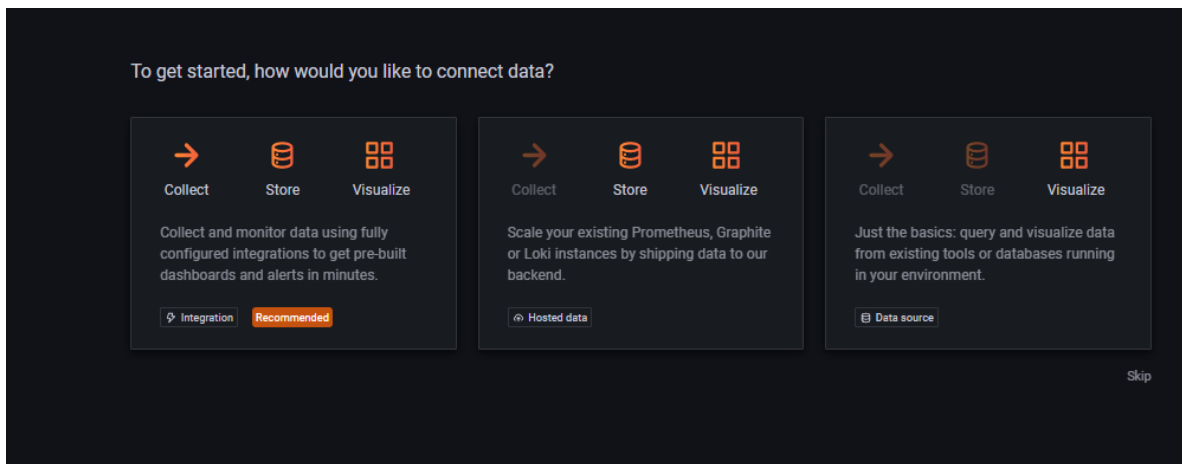 To get started, how would you like to connect data?
Collect Store Visualize
Collect and monitor data using fully
configured integrations to get pre-built
dashboards and alerts in minutes.
Integration Recommended
Collect Store Visualize
Scale your existing Prometheus, Graphite
or Loki instances by shipping data to our
backend.
Hosted data
Collect Store Visualize
Just the basics: query and visualize data
from existing tools or databases running
in your environment.
Data source
Skip